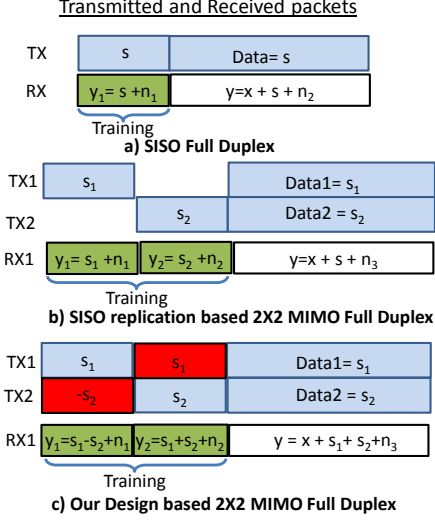 Transmitted and Received packets
TX s Data= s
RX y₁= s +n₁ y=x + s + n₂
Training
a) SISO Full Duplex
TX1 s₁ Data1= s₁
TX2 s₂ Data2 = s₂
RX1 y₁= s₁ +n₁ y₂= s₂ +n₂ y=x + s + n₃
Training
b) SISO replication based 2X2 MIMO Full Duplex
TX1 s₁ s₁ Data1= s₁
TX2 -s₂ s₂ Data2 = s₂
RX1 y₁=s₁-s₂+n₁ y₂=s₁+s₂+n₂ y = x + s₁+ s₂+n₃
Training
c) Our Design based 2X2 MIMO Full Duplex